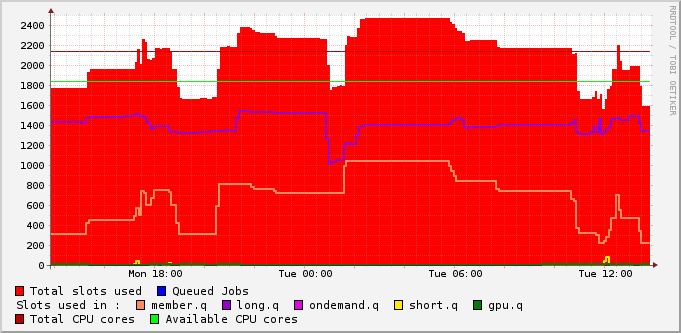 RRDTOOL / TOBI OETIKER
2400
2200
2000
1800
1600
1400
1200
1000
800
600
400
200
0
Mon 18:00 Tue 00:00 Tue 06:00 Tue 12:00
Total slots used Queued Jobs
Slots used in : member.q long.q ondemand.q short.q gpu.q
Total CPU cores Available CPU cores